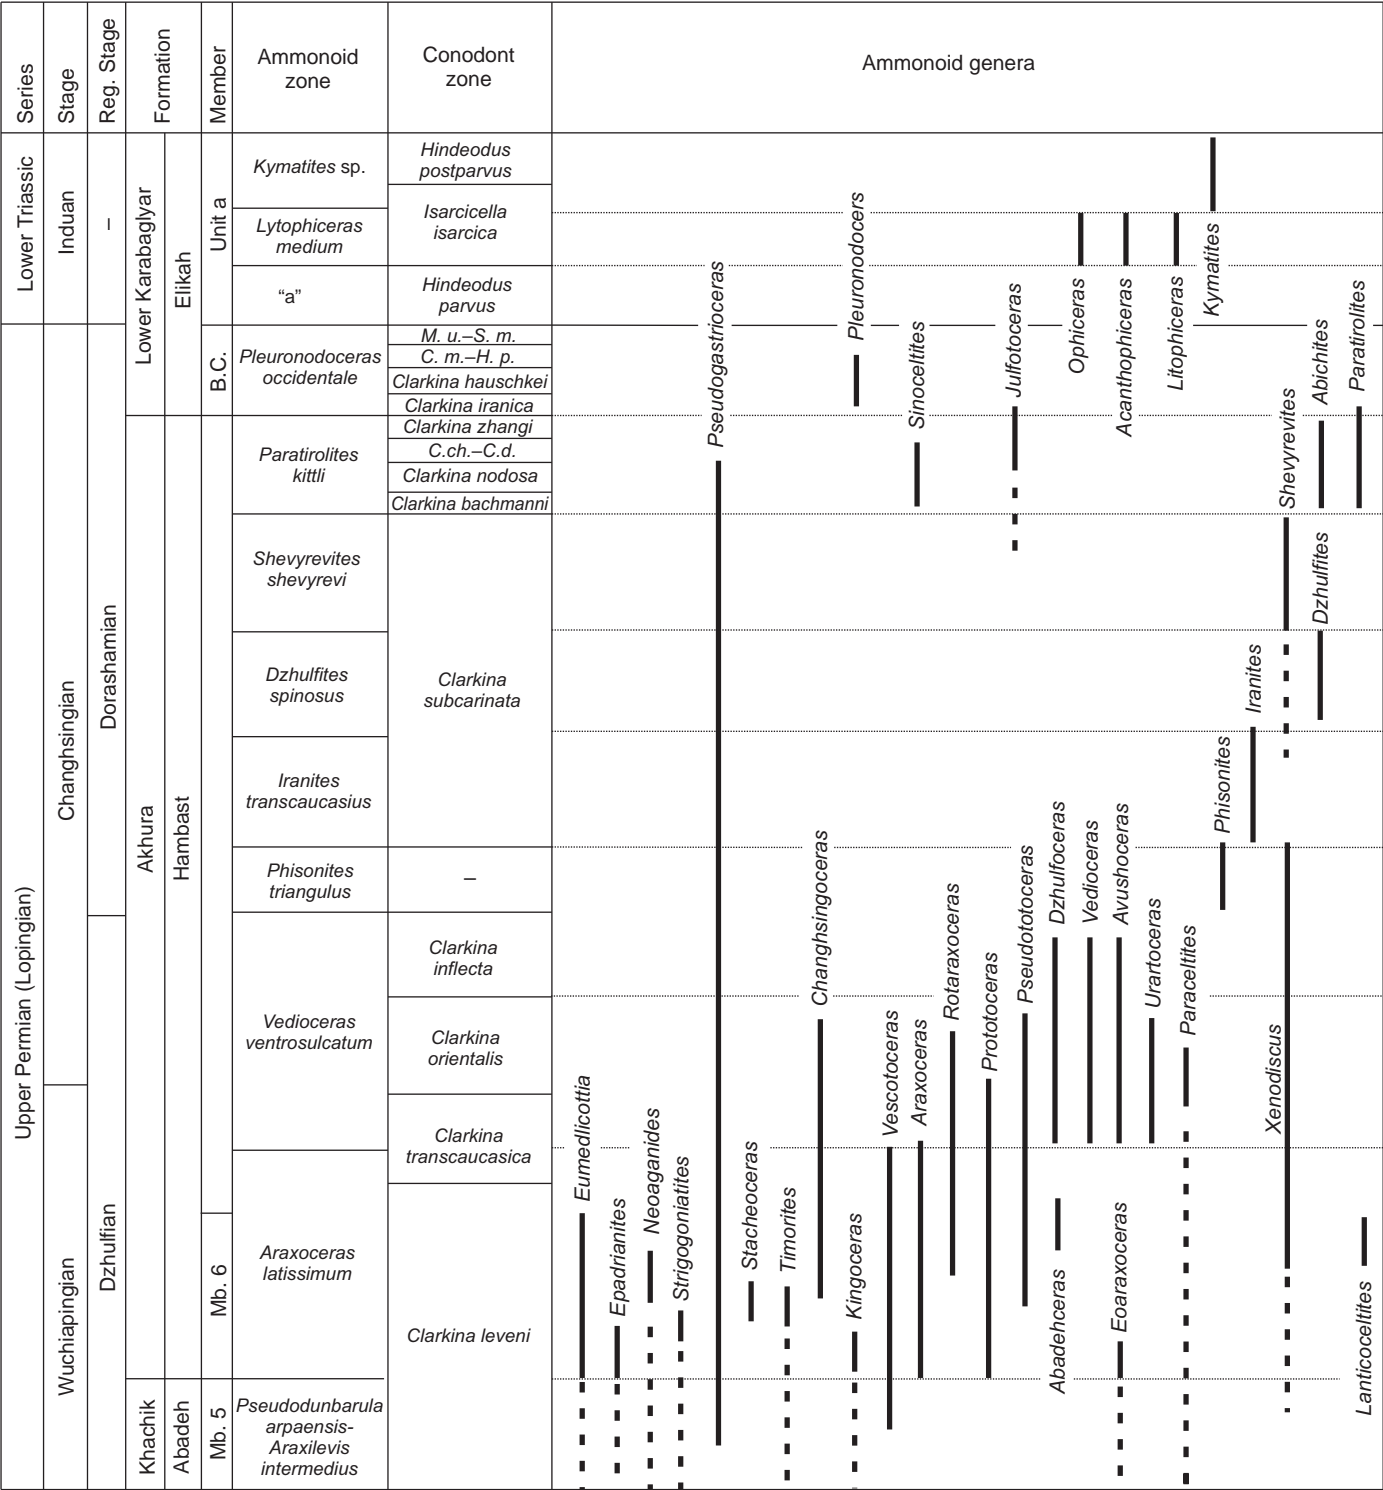 Series
Stage
Reg. Stage
Formation
Member
Ammonoid
zone
Conodont
zone
Ammonoid genera
Lower Triassic
Upper Permian (Lopingian)
Induan
Changhsingian
Wuchiapingian
–
Dorashamian
Dzhulfian
Lower Karabaglyar
Akhura
Khachik
Elikah
Hambast
Abadeh
Unit a
B.C.
Mb. 6
Mb. 5
Kymatites sp.
Lytophiceras
medium
“a”
Pleuronodoceras
occidentale
Paratirolites
kittli
Shevyrevites
shevyrevi
Dzhulfites
spinosus
Iranites
transcaucasius
Phisonites
triangulus
Vedioceras
ventrosulcatum
Araxoceras
latissimum
Pseudodunbarula
arpaensis-
Araxilevis
intermedius
Hindeodus
postparvus
Isarcicella
isarcica
Hindeodus
parvus
M. u.–S. m.
C. m.–H. p.
Clarkina hauschkei
Clarkina iranica
Clarkina zhangi
C.ch.–C.d.
Clarkina nodosa
Clarkina bachmanni
Clarkina
subcarinata
–
Clarkina
inflecta
Clarkina
orientalis
Clarkina
transcaucasica
Clarkina leveni
Eumedlicottia
Epadrianites
Neoaganides
Strigogoniatites
Pseudogastrioceras
Stacheoceras
Timorites
Changhsingoceras
Kingoceras
Pleuronodocers
Vescotoceras
Araxoceras
Sinoceltites
Rotaraxoceras
Prototoceras
Pseudototoceras
Julfotoceras
Dzhulfoceras
Abadehceras
Ophiceras
Vedioceras
Avushoceras
Eoaraxoceras
Acanthophiceras
Urartoceras
Litophiceras
Paraceltites
Kymatites
Phisonites
Iranites
Xenodiscus
Shevyrevites
Dzhulfites
Abichites
Paratirolites
Lanticoceltites